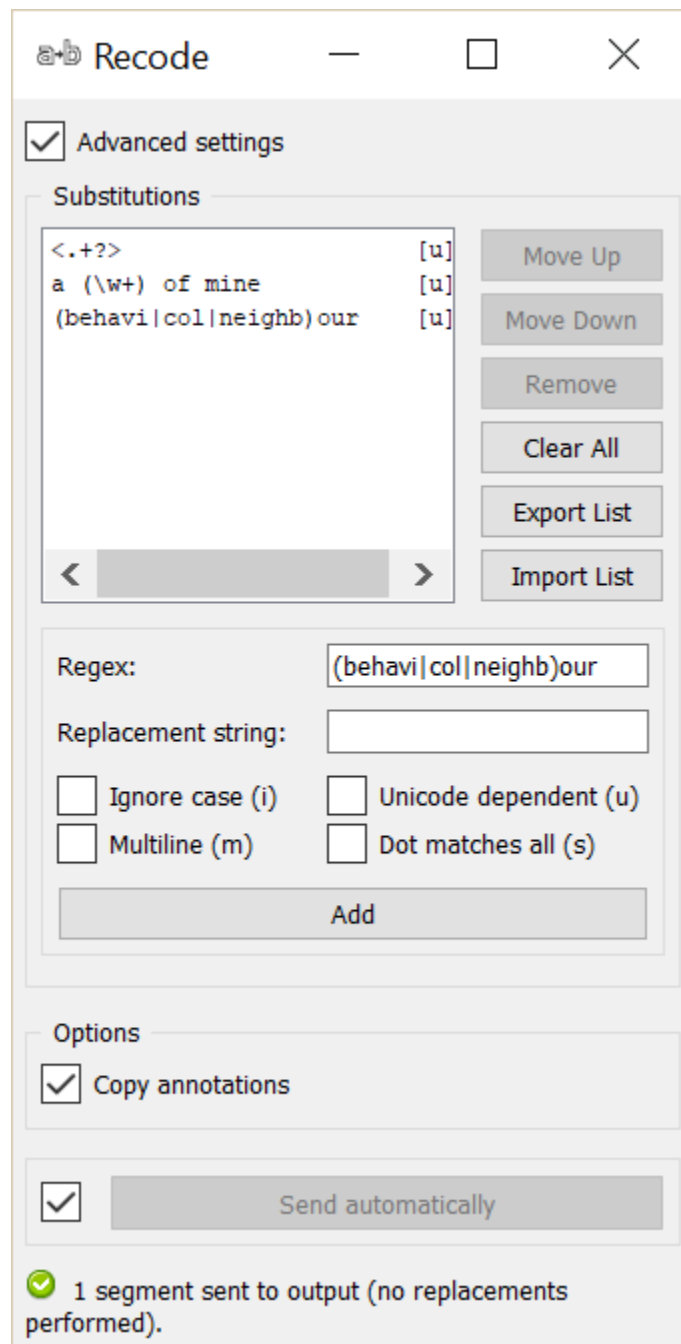 a→b Recode
Advanced settings
Substitutions
<.+?> [u]
a (\w+) of mine [u]
(behavi|col|neighb)our [u]
Move Up
Move Down
Remove
Clear All
Export List
Import List
Regex: (behavi|col|neighb)our
Replacement string:
Ignore case (i) Unicode dependent (u)
Multiline (m) Dot matches all (s)
Add
Options
Copy annotations
Send automatically
1 segment sent to output (no replacements
performed).